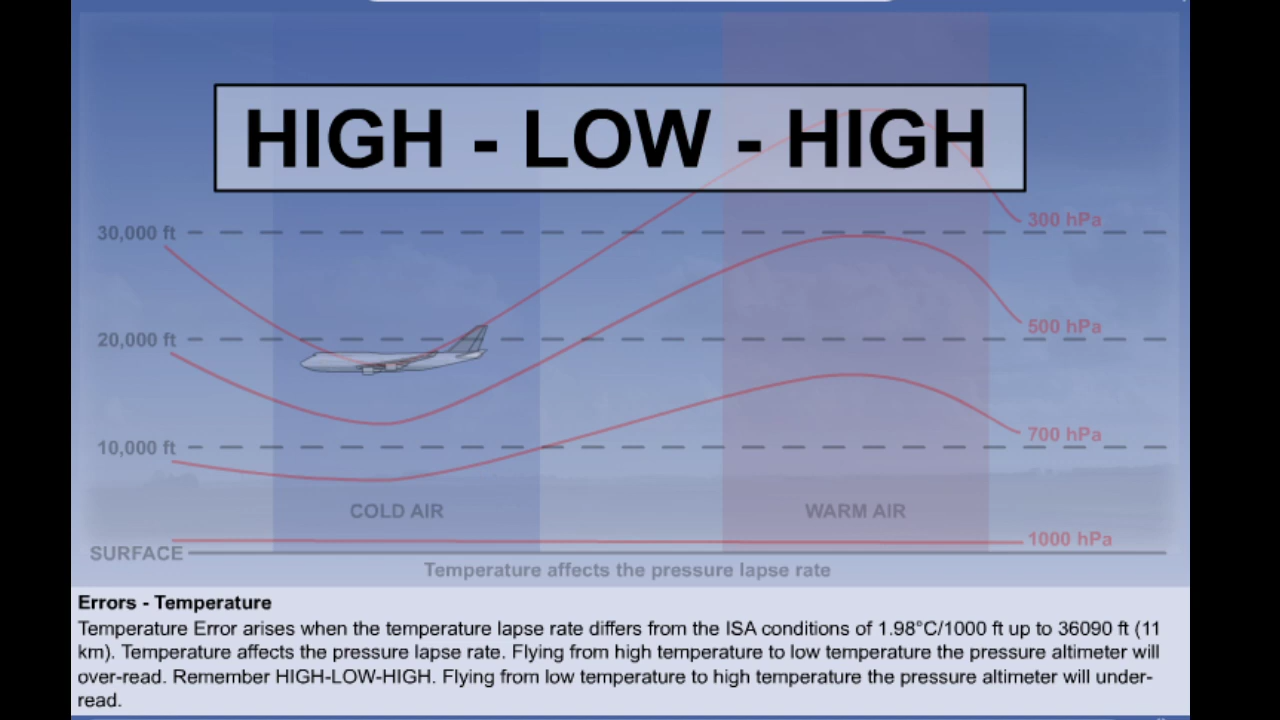 HIGH - LOW - HIGH
30,000 ft
300 hPa
20,000 ft
500 hPa
10,000 ft
700 hPa
COLD AIR
WARM AIR
1000 hPa
SURFACE
Temperature affects the pressure lapse rate
Errors - Temperature
Temperature Error arises when the temperature lapse rate differs from the ISA conditions of 1.98°C/1000 ft up to 36090 ft (11
km). Temperature affects the pressure lapse rate. Flying from high temperature to low temperature the pressure altimeter will
over-read. Remember HIGH-LOW-HIGH. Flying from low temperature to high temperature the pressure altimeter will under-
read.